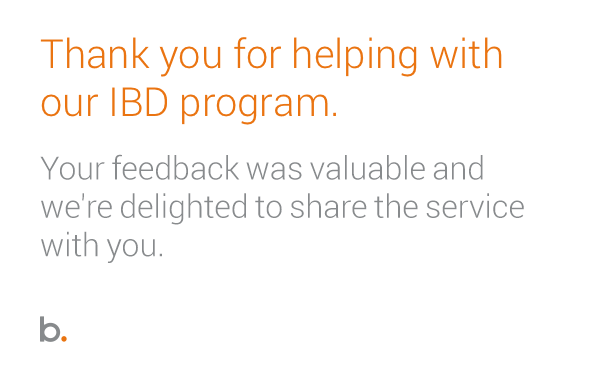 Thank you for helping with
our IBD program.
Your feedback was valuable and
we're delighted to share the service
with you.
b.